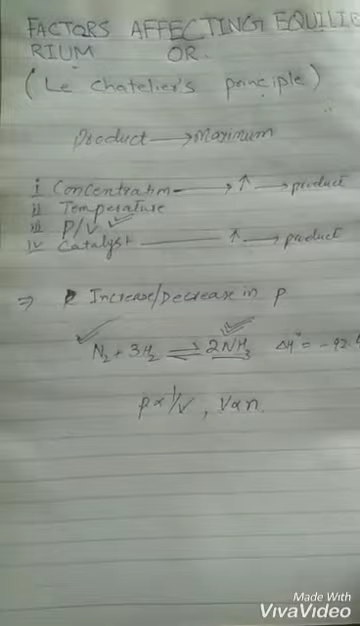 FACTORS AFFECTING EQUILIB
RIUM OR.
(Le Chatelier's principle)
Product → Maximum
i Concentration → ↑ → product
ii Temperature
iii P/V ✓
iv Catalyst — ↑ → product
⇒ Increase/Decrease in P
N₂ + 3H₂ ⇌ 2NH₃ ΔH° = -92.
P ∝ 1/V , V ∝ n.
Made With
VivaVideo